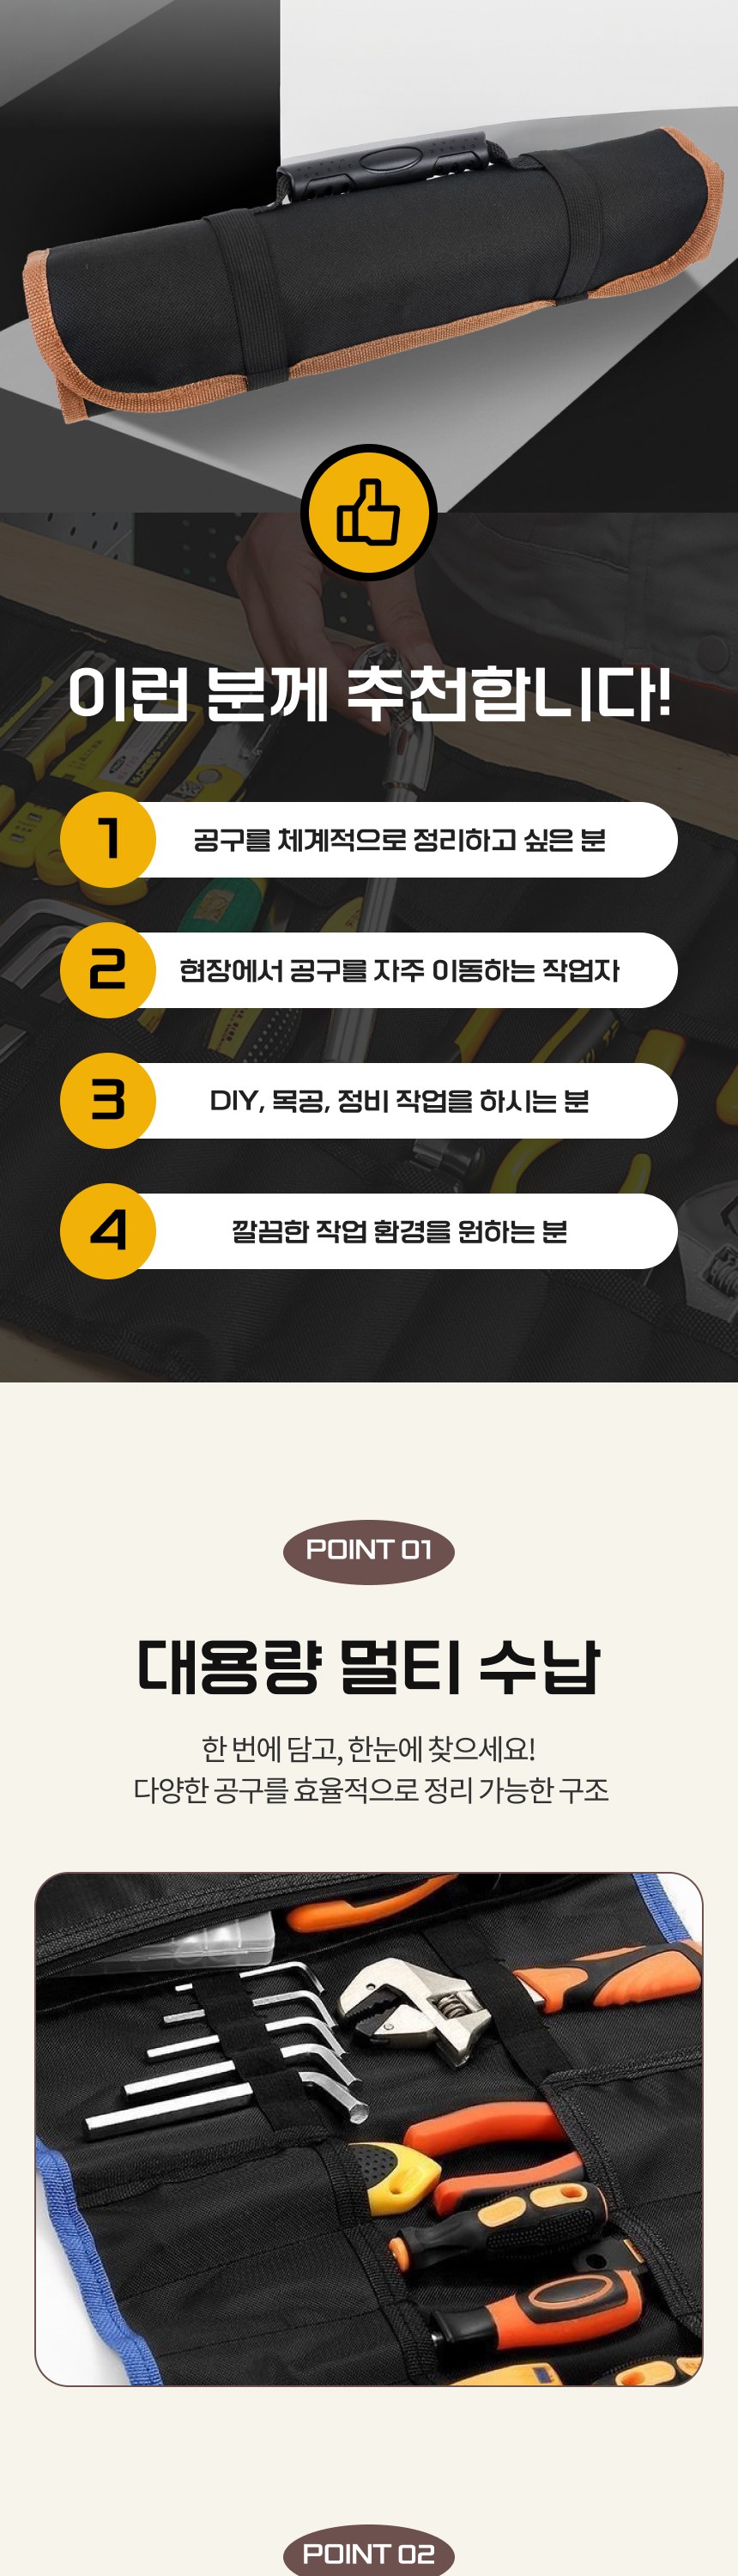 이런 분께 추천합니다!
1
공구를 체계적으로 정리하고 싶은 분
2
현장에서 공구를 자주 이동하는 작업자
3
DIY, 목공, 정비 작업을 하시는 분
4
깔끔한 작업 환경을 원하는 분
POINT 01
대용량 멀티 수납
한 번에 담고, 한눈에 찾으세요!
다양한 공구를 효율적으로 정리 가능한 구조
POINT 02